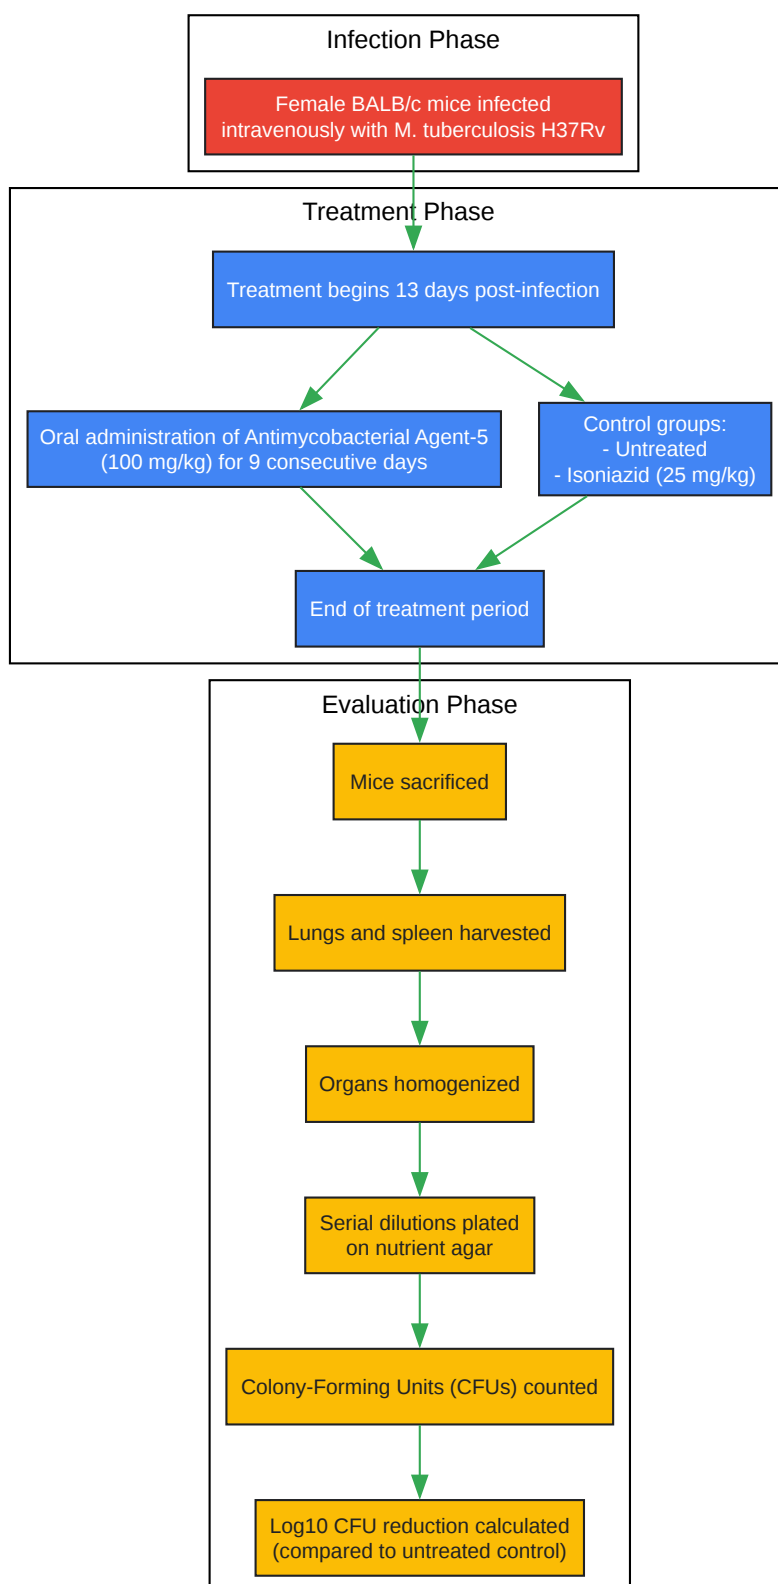 Infection Phase
Female BALB/c mice infected
intravenously with M. tuberculosis H37Rv
Treatment Phase
Treatment begins 13 days post-infection
Oral administration of Antimycobacterial Agent-5
(100 mg/kg) for 9 consecutive days
Control groups:
- Untreated
- Isoniazid (25 mg/kg)
End of treatment period
Evaluation Phase
Mice sacrificed
Lungs and spleen harvested
Organs homogenized
Serial dilutions plated
on nutrient agar
Colony-Forming Units (CFUs) counted
Log10 CFU reduction calculated
(compared to untreated control)